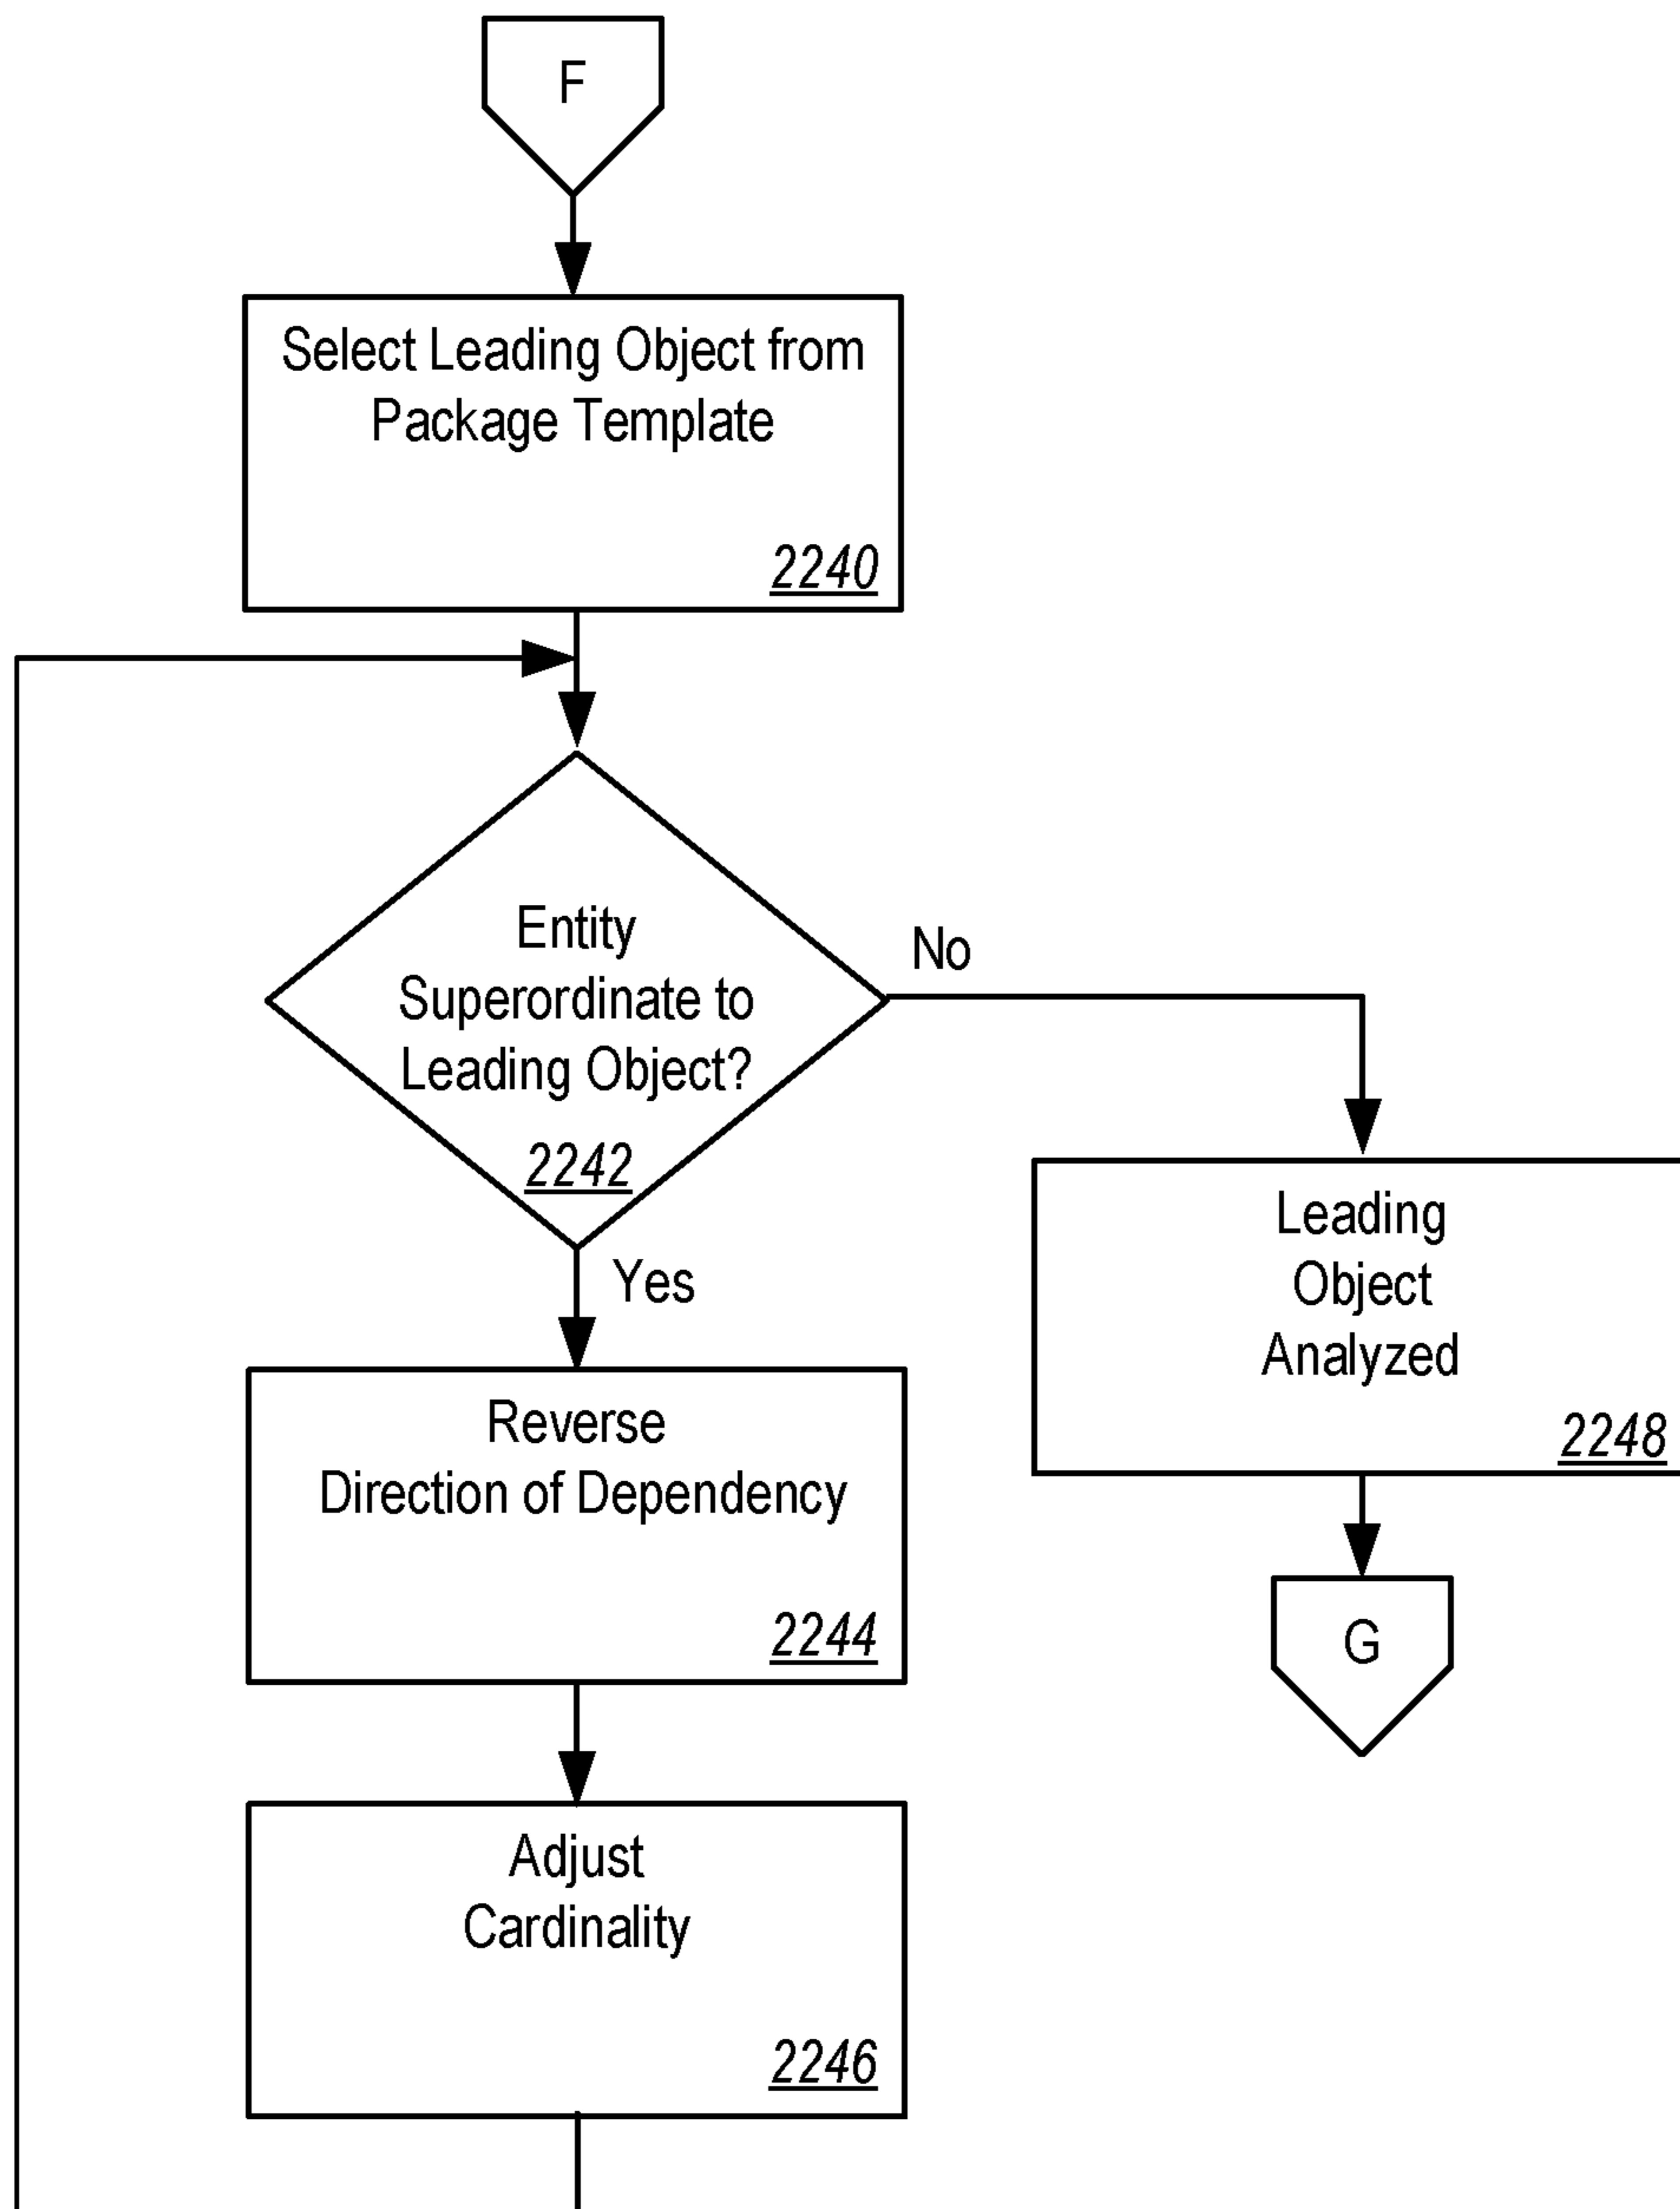 F
Select Leading Object from
Package Template
2240
Entity
Superordinate to
Leading Object?
2242
No
Yes
Leading
Object
Analyzed
2248
Reverse
Direction of Dependency
2244
G
Adjust
Cardinality
2246